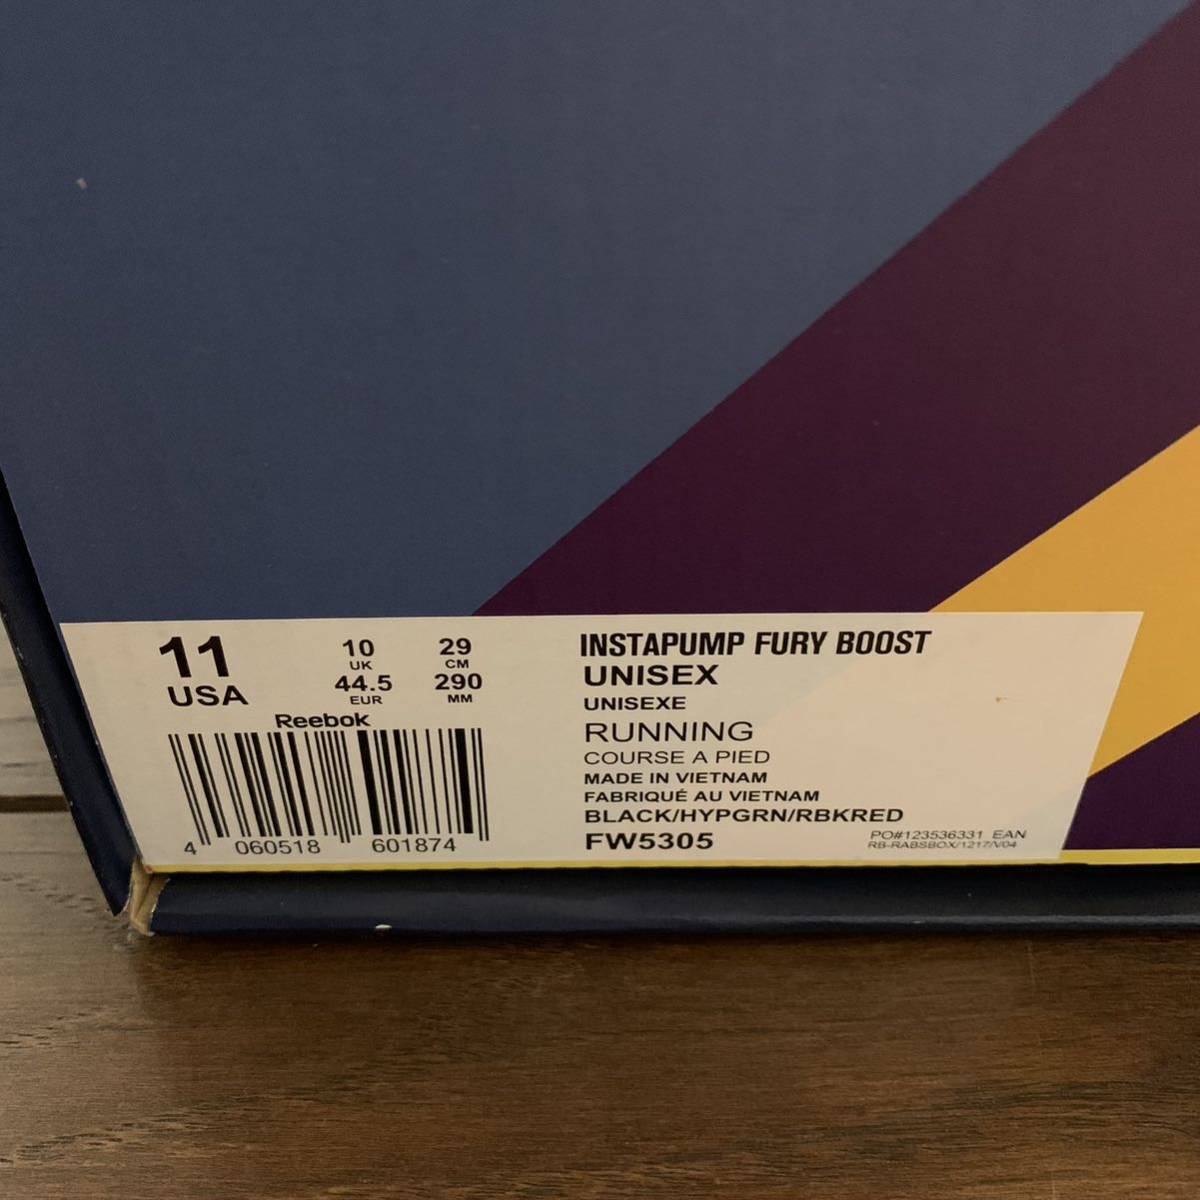 11
USA
10
UK
44.5
EUR
29
CM
290
MM
Reebok
4 060518 601874
INSTAPUMP FURY BOOST
UNISEX
UNISEXE
RUNNING
COURSE A PIED
MADE IN VIETNAM
FABRIQUÉ AU VIETNAM
BLACK/HYPGRN/RBKRED
FW5305
PO#123536331 EAN
RB-RABSBOX/1217/V04